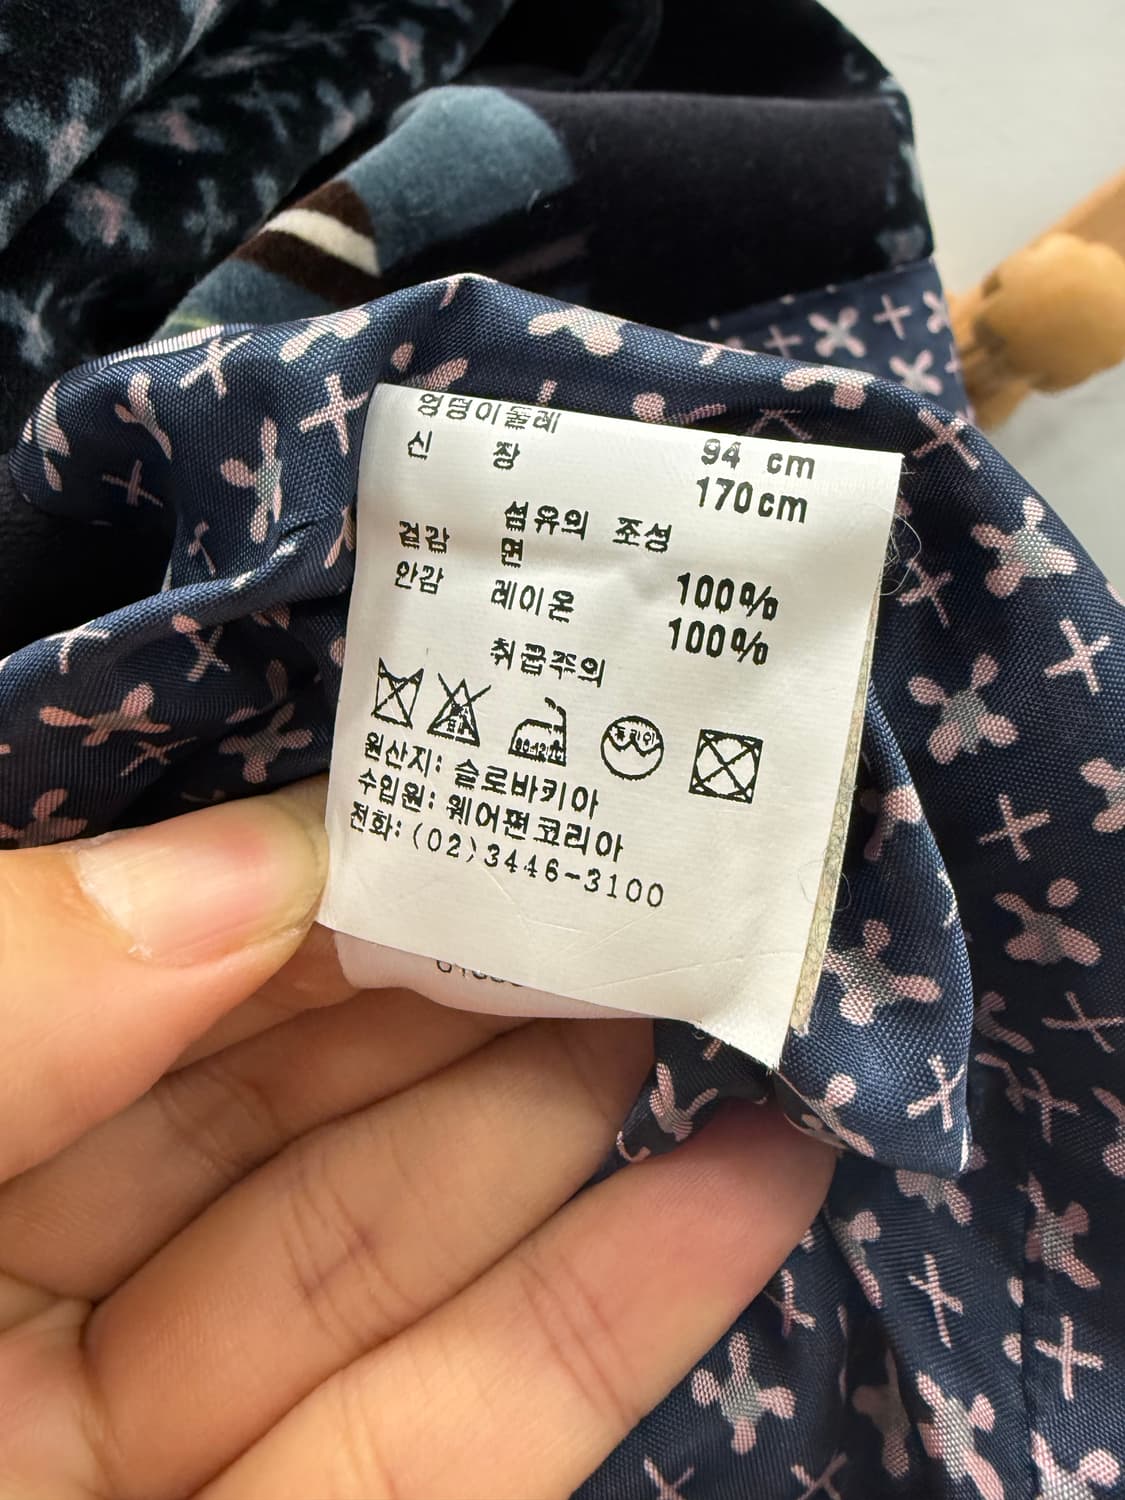 엉덩이둘레 94 cm
신 장 170cm
섬유의 조성
겉감 면 100%
안감 레이온 100%
취급주의
원산지: 슬로바키아
수입원: 웨어펀코리아
전화: (02)3446-3100